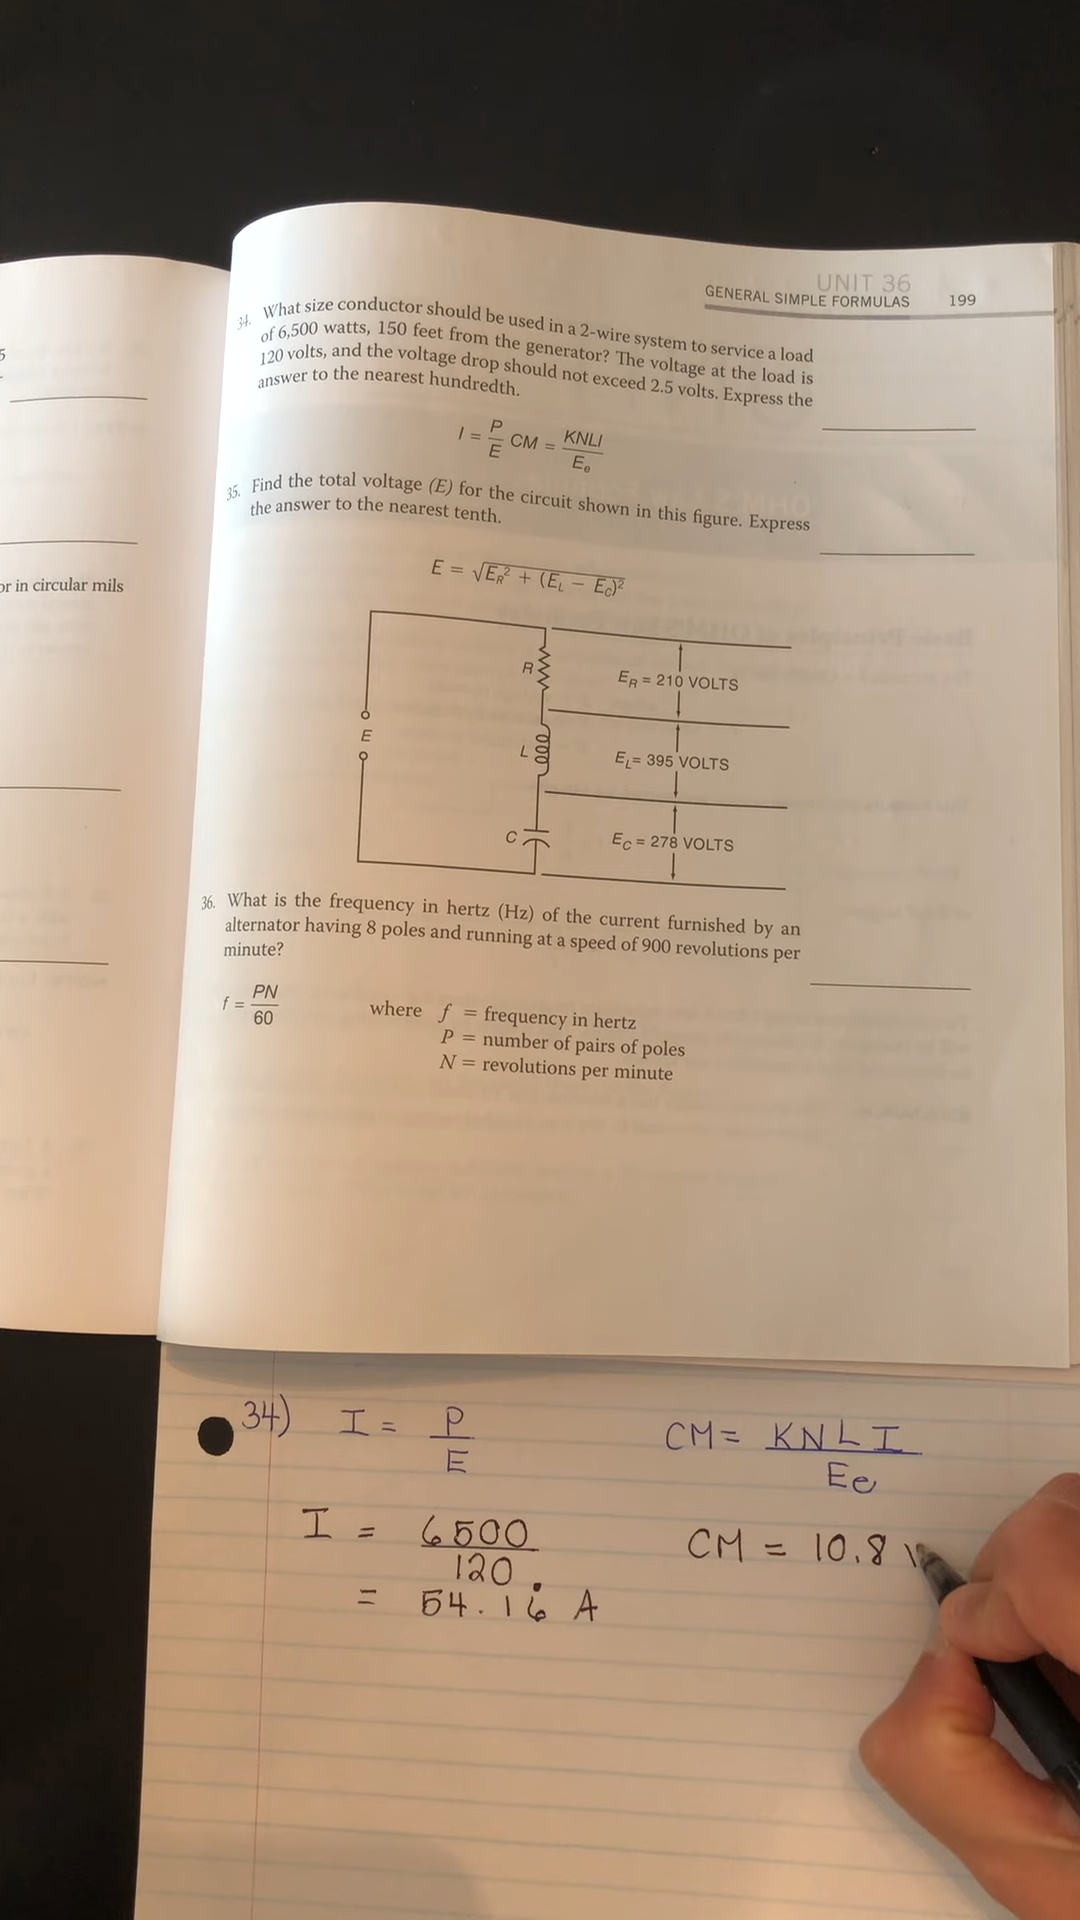 UNIT 36
GENERAL SIMPLE FORMULAS 199
34. What size conductor should be used in a 2-wire system to service a load
of 6,500 watts, 150 feet from the generator? The voltage at the load is
120 volts, and the voltage drop should not exceed 2.5 volts. Express the
answer to the nearest hundredth.
I = P/E CM = KNLI/Ee
35. Find the total voltage (E) for the circuit shown in this figure. Express
the answer to the nearest tenth.
E = √ER² + (EL − EC)²
R
ER = 210 VOLTS
E
L
EL= 395 VOLTS
C
EC = 278 VOLTS
36. What is the frequency in hertz (Hz) of the current furnished by an
alternator having 8 poles and running at a speed of 900 revolutions per
minute?
f = PN/60
where f = frequency in hertz
P = number of pairs of poles
N = revolutions per minute
5
or in circular mils
34) I = P/E CM= KNLI/Ee
I = 6500/120 CM = 10.8
= 54.16 A